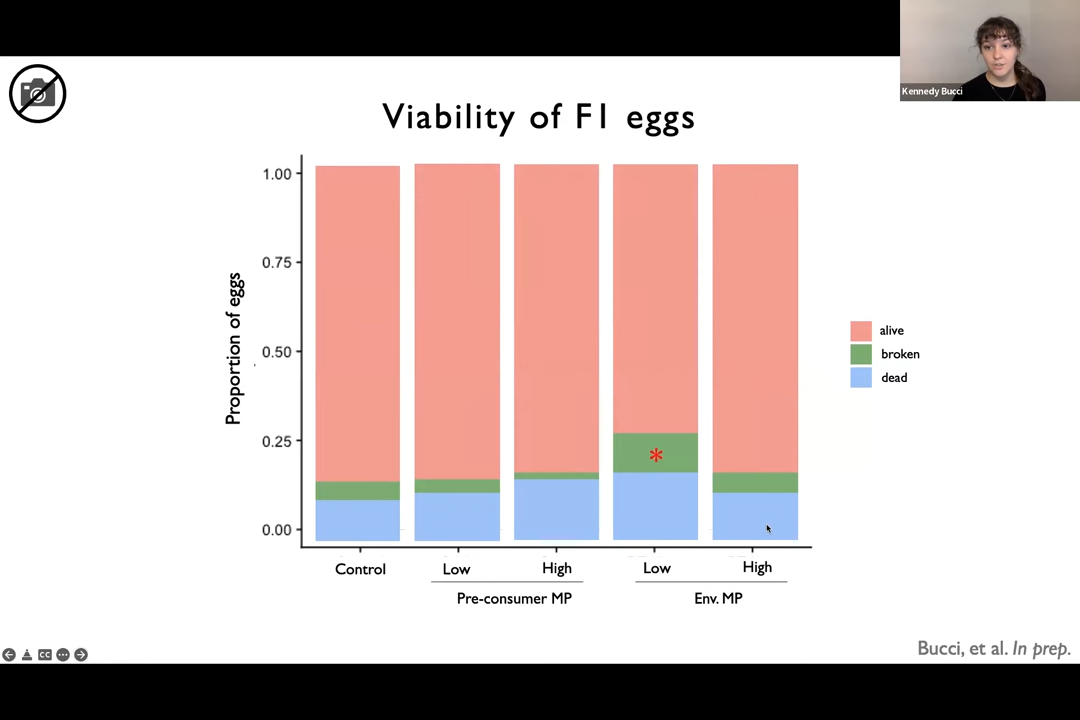 Kennedy Bucci
Viability of F1 eggs
Proportion of eggs
1.00
0.75
0.50
0.25
0.00
*
alive
broken
dead
Control
Low
High
Low
High
Pre-consumer MP
Env. MP
CC
Bucci, et al. In prep.